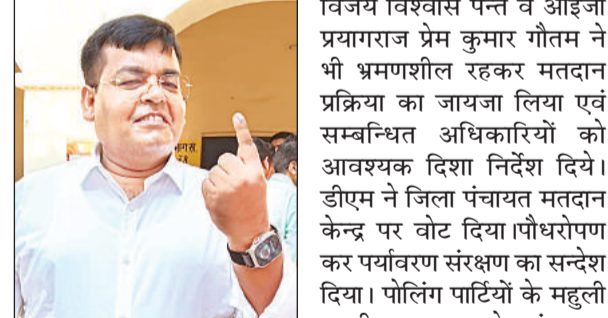 विजय विश्वास पन्त व आईजी
प्रयागराज प्रेम कुमार गौतम ने
भी भ्रमणशील रहकर मतदान
प्रक्रिया का जायजा लिया एवं
सम्बन्धित अधिकारियों को
आवश्यक दिशा निर्देश दिये।
डीएम ने जिला पंचायत मतदान
केन्द्र पर वोट दिया।पौधरोपण
कर पर्यावरण संरक्षण का सन्देश
दिया। पोलिंग पार्टियों के महुली